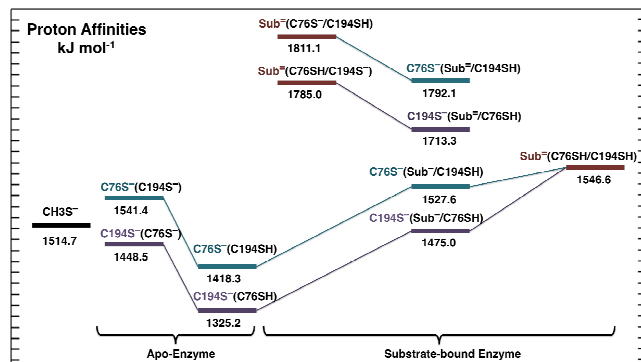 Proton Affinities
kJ mol⁻¹
Sub⁼(C76S⁻/C194SH)
1811.1
C76S⁻(Sub⁼/C194SH)
1792.1
Sub⁼(C76SH/C194S⁻)
1785.0
C194S⁻(Sub⁼/C76SH)
1713.3
Sub⁼(C76SH/C194SH)
1546.6
C76S⁻(C194S⁻)
1541.4
C76S⁻(Sub⁻/C194SH)
1527.6
CH3S⁻
1514.7
C194S⁻(C76S⁻)
1448.5
C194S⁻(Sub⁻/C76SH)
1475.0
C76S⁻(C194SH)
1418.3
C194S⁻(C76SH)
1325.2
Apo-Enzyme
Substrate-bound Enzyme